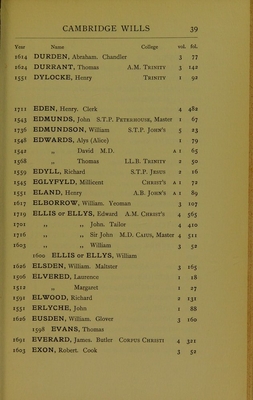 CAMBRIDGE WILLS 39
Year Name College vol. fol.
1614 DURDEN, Abraham. Chandler 3 77
1624 DURRANT, Thomas A.M. TRINITY 3 142
1551 DYLOCKE, Henry TRINITY 1 92
1711 EDEN, Henry. Clerk 4 482
1543 EDMUNDS, John S.T.P. PETERHOUSE, Master 1 67
1736 EDMUNDSON, William S.T.P. JOHN'S 5 23
1548 EDWARDS, Alys (Alice) 1 79
1542 „ David M.D. A 1 65
1568 „ Thomas LL.B. TRINITY 2 50
1559 EDYLL, Richard S.T.P. JESUS 2 16
1545 EGLYFYLD, Millicent CHRIST'S A 1 72
1551 ELAND, Henry A.B. JOHN'S A 1 89
1617 ELBORROW, William. Yeoman 3 107
1719 ELLIS or ELLYS, Edward A.M. CHRIST'S 4 565
1701 „ „ John. Tailor 4 410
1716 „ „ Sir John M.D. CAIUS, Master 4 511
1603 „ „ William 3 52
1602 ELLIS or ELLYS, William
1626 ELSDEN, William. Maltster 3 165
1506 ELVERED, Laurence 1 18
1512 „ Margaret 1 27
1591 ELWOOD, Richard 2 131
1551 ERLYCHE, John 1 88
1626 EUSDEN, William. Glover 3 160
1598 EVANS, Thomas
1691 EVERARD, James. Butler CORPUS CHRISTI 4 321
1603 EXON, Robert. Cook 3 52